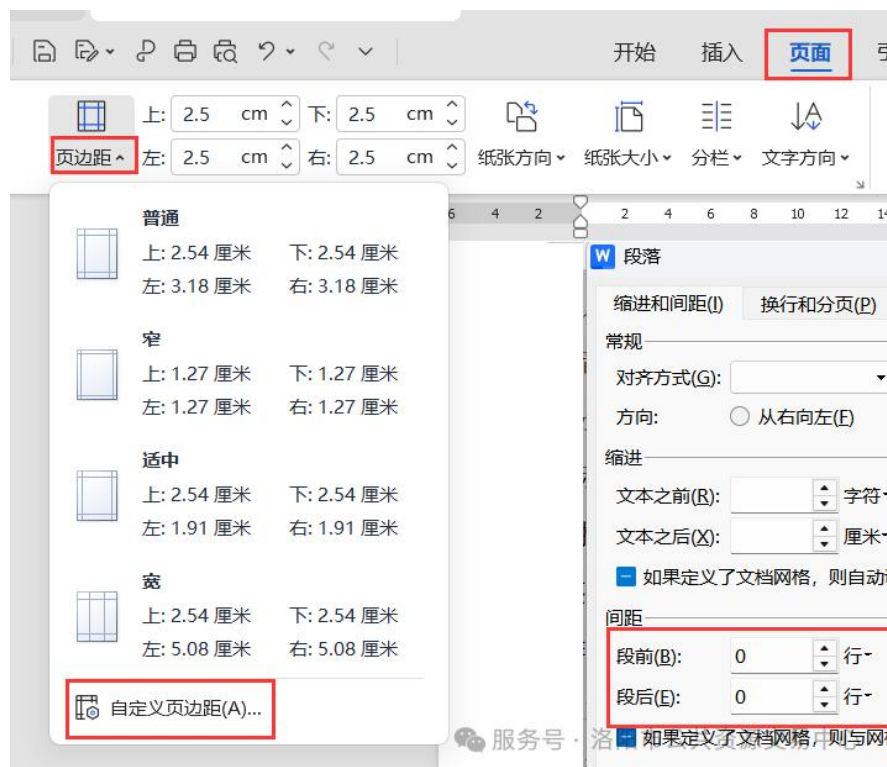 开始 插入 页面
上: 2.5 cm 下: 2.5 cm
页边距 左: 2.5 cm 右: 2.5 cm 纸张方向 纸张大小 分栏 文字方向
6 4 2 2 4 6 8 10 12
普通
上: 2.54 厘米 下: 2.54 厘米
左: 3.18 厘米 右: 3.18 厘米
窄
上: 1.27 厘米 下: 1.27 厘米
左: 1.27 厘米 右: 1.27 厘米
适中
上: 2.54 厘米 下: 2.54 厘米
左: 1.91 厘米 右: 1.91 厘米
宽
上: 2.54 厘米 下: 2.54 厘米
左: 5.08 厘米 右: 5.08 厘米
自定义页边距(A)...
W 段落
缩进和间距(I) 换行和分页(P)
常规
对齐方式(G):
方向: 从右向左(F)
缩进
文本之前(R): 字符
文本之后(X): 厘米
如果定义了文档网格，则自动
间距
段前(B): 0 行
段后(E): 0 行
如果定义了文档网格，则与网
服务号 · 洛